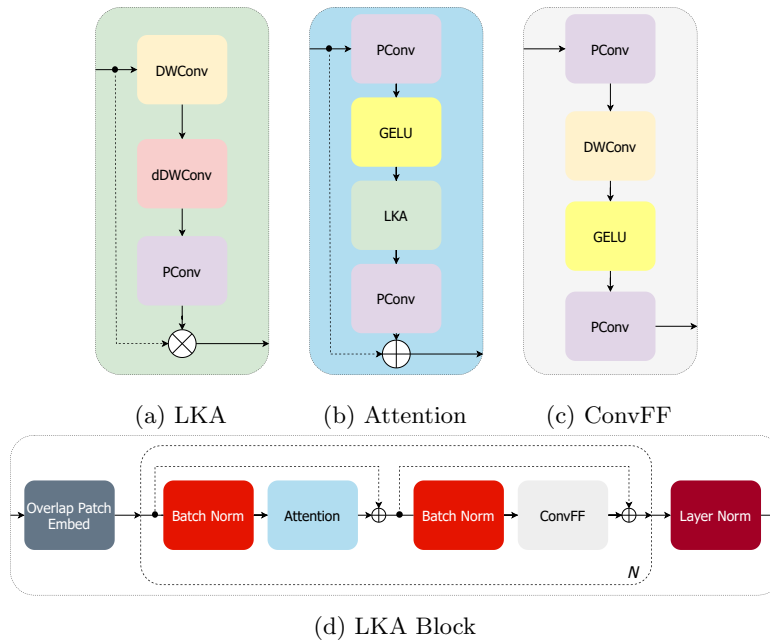 DWConv
dDWConv
PConv
(a) LKA
PConv
GELU
LKA
PConv
(b) Attention
PConv
DWConv
GELU
PConv
(c) ConvFF
Overlap Patch
Embed
Batch Norm
Attention
Batch Norm
ConvFF
Layer Norm
N
(d) LKA Block